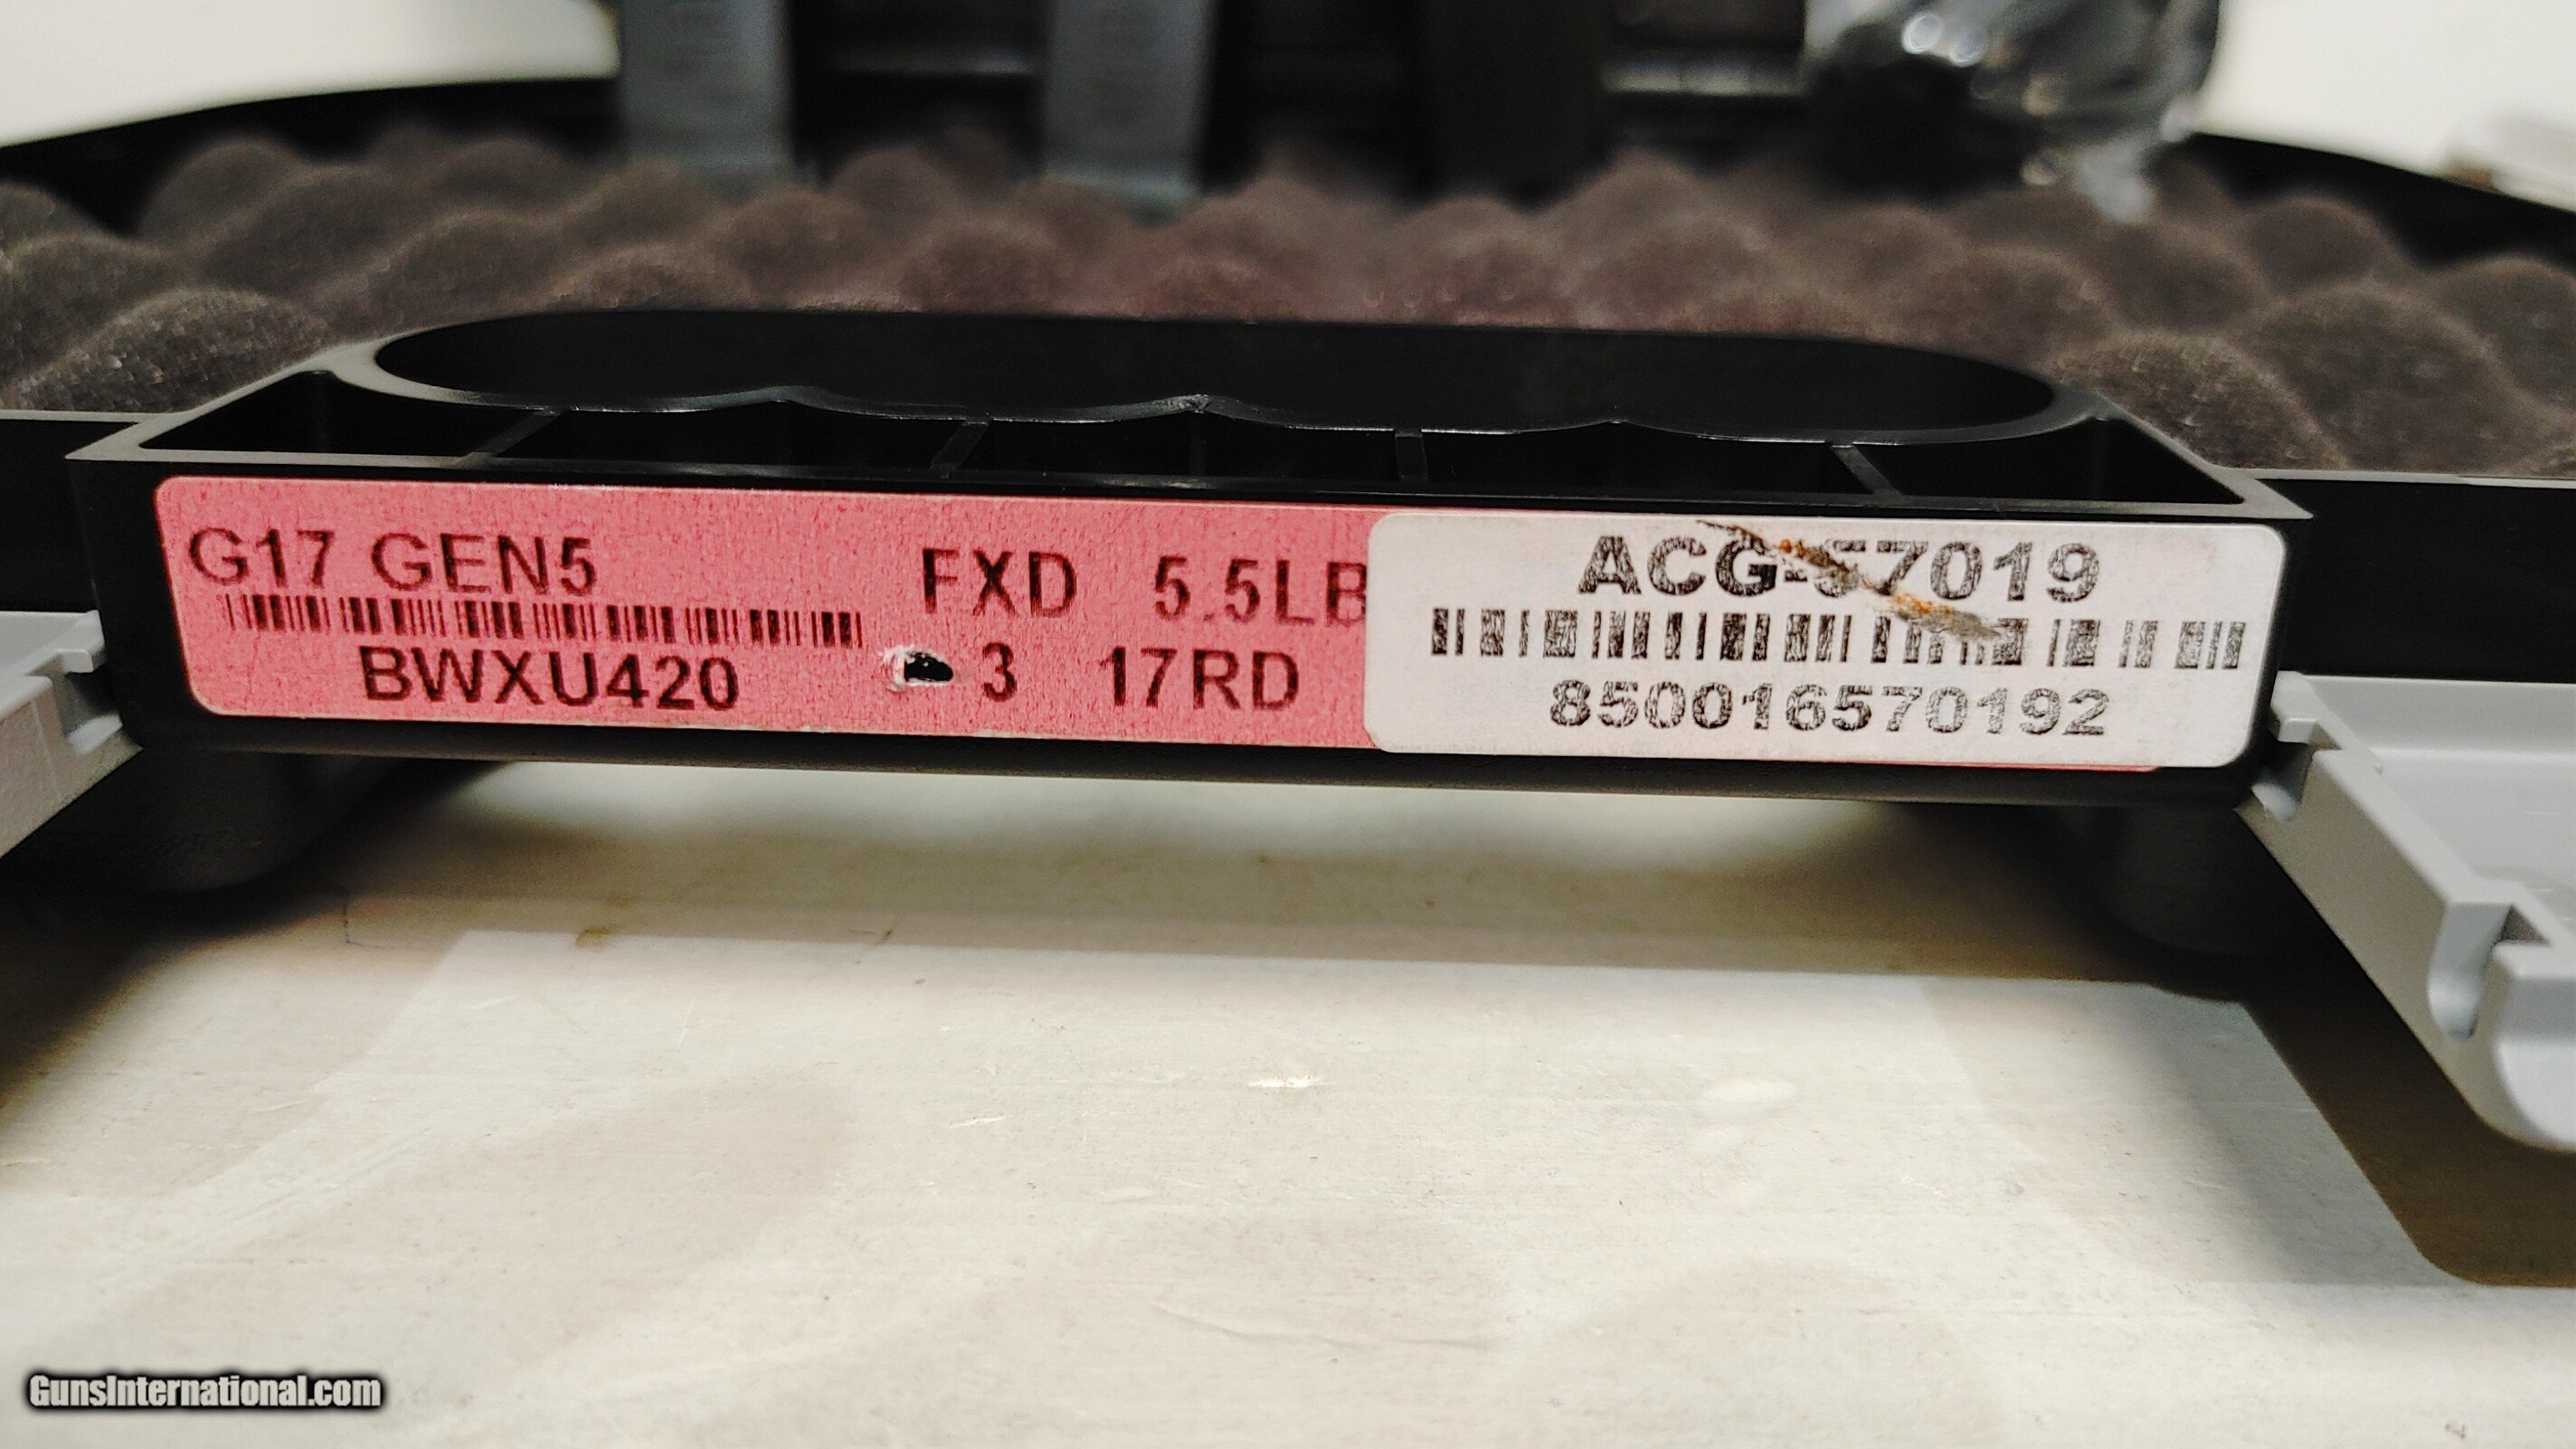 G17 GEN5
BWXU420
FXD 5.5LB
3 17RD
ACG-57019
850016570192
GunsInternational.com